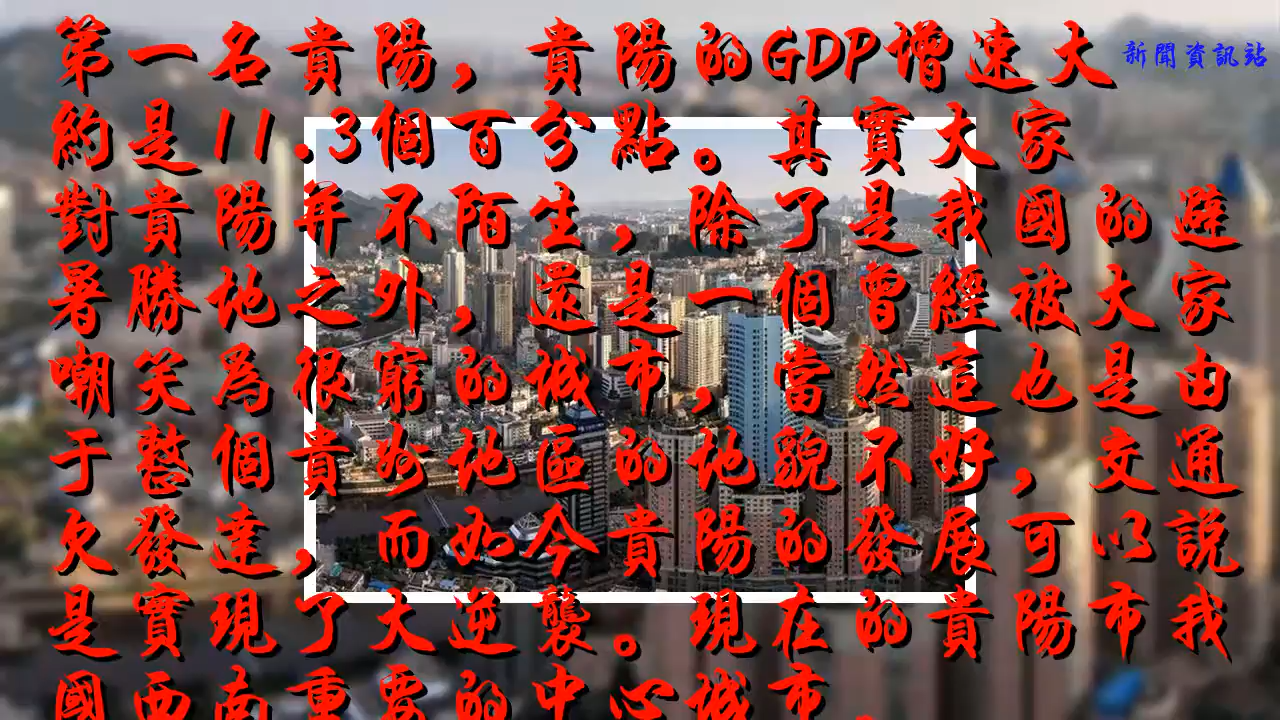 第一名貴陽，貴陽的GDP增速大
新聞資訊站
約是11.3個百分點。其實大家
對貴陽并不陌生，除了是我國的避
署勝地之外，還是一個曾經被大家
嘲笑爲很窮的城市，當然這也是由
于整個貴州地區的地貌不好，交通
欠發達，而如今貴陽的發展可以説
是實現了大逆襲。現在的貴陽市我
國西南重要的中心城市，